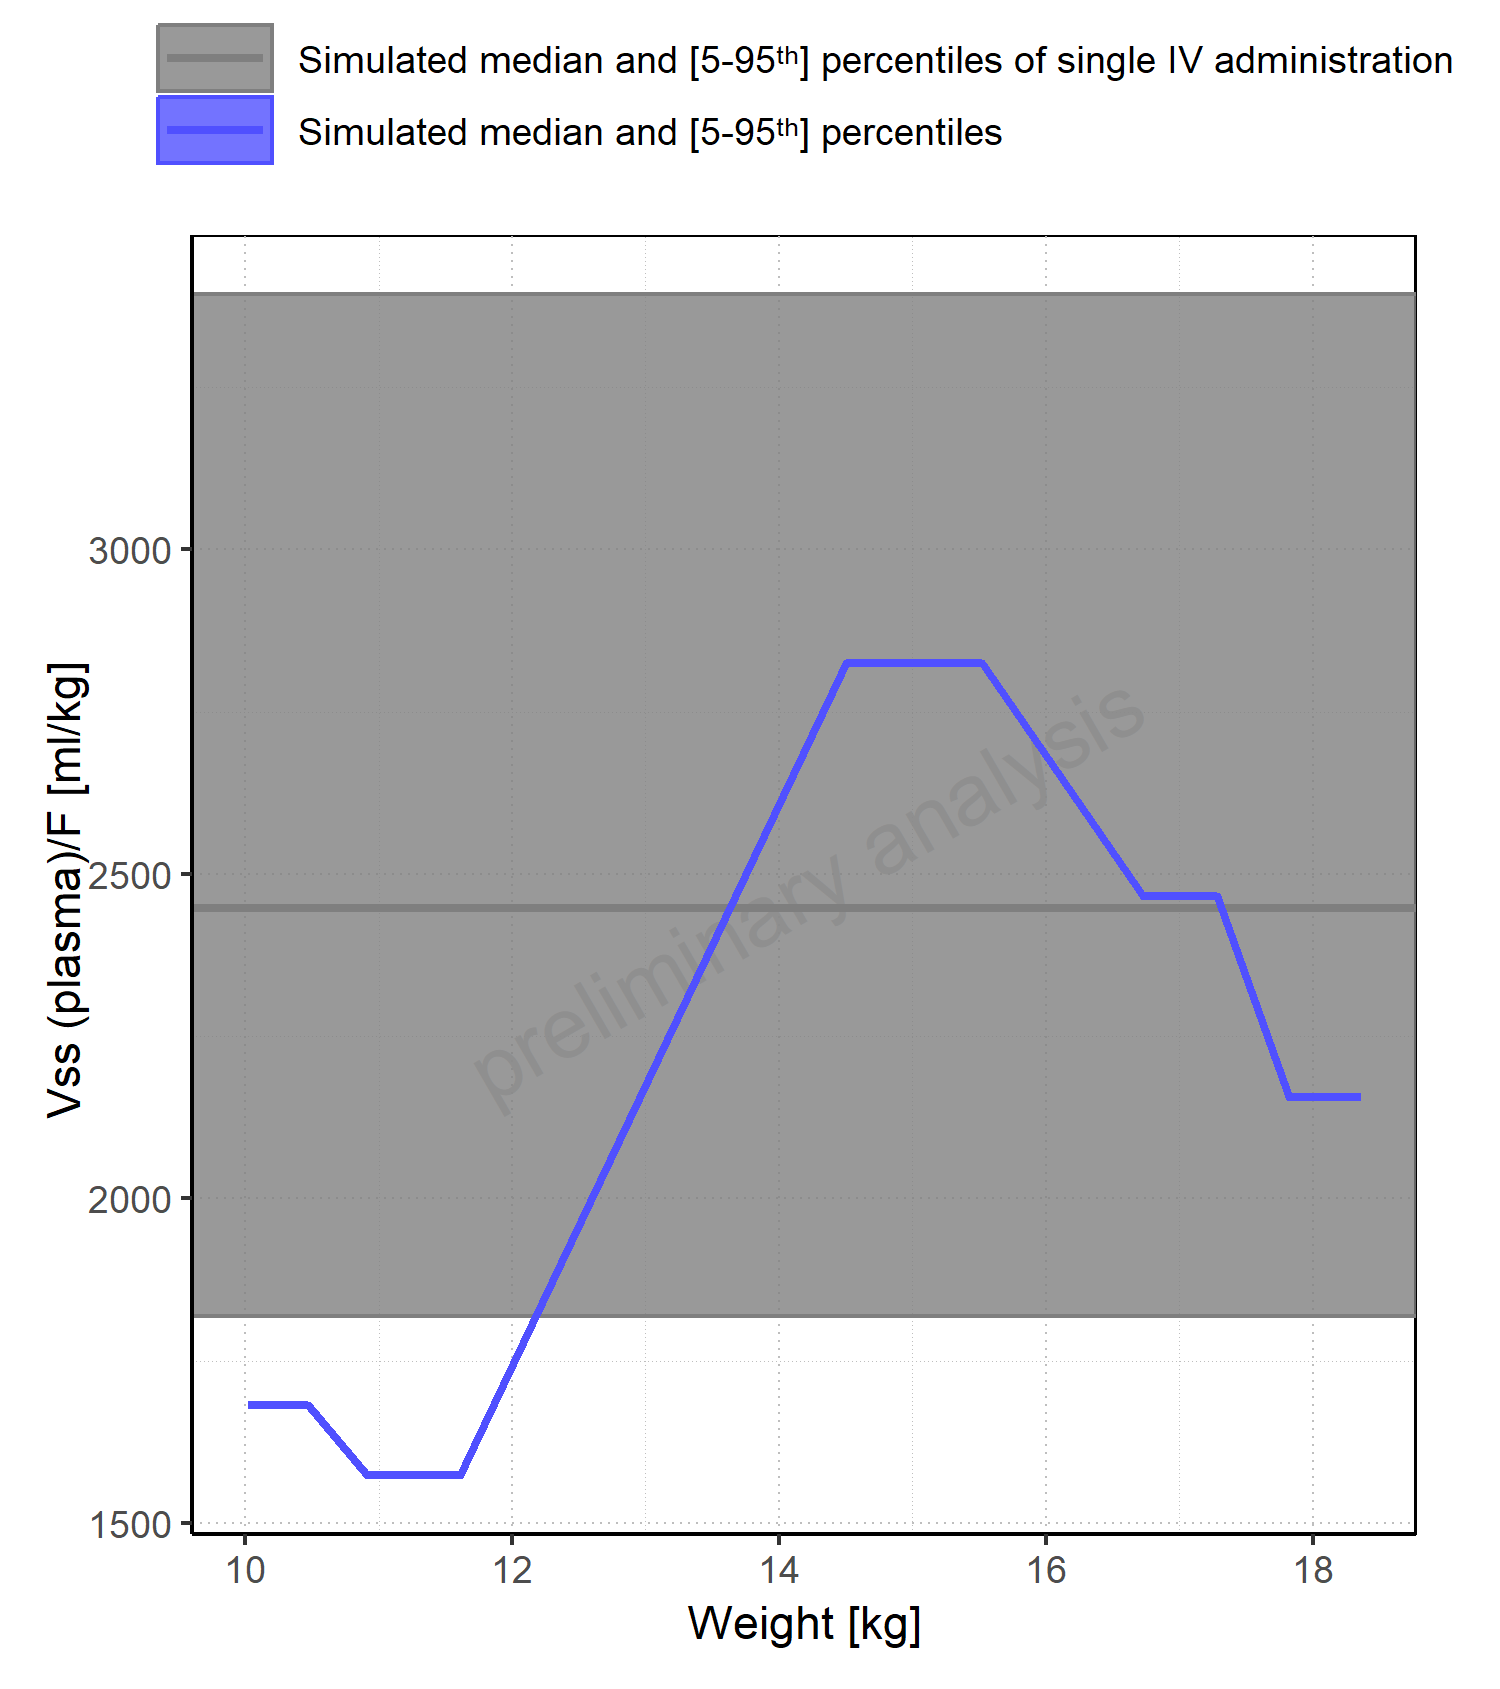 Simulated median and [5-95th] percentiles of single IV administration
Simulated median and [5-95th] percentiles
3000
2500
2000
1500
Vss (plasma)/F [ml/kg]
preliminary analysis
10 12 14 16 18
Weight [kg]